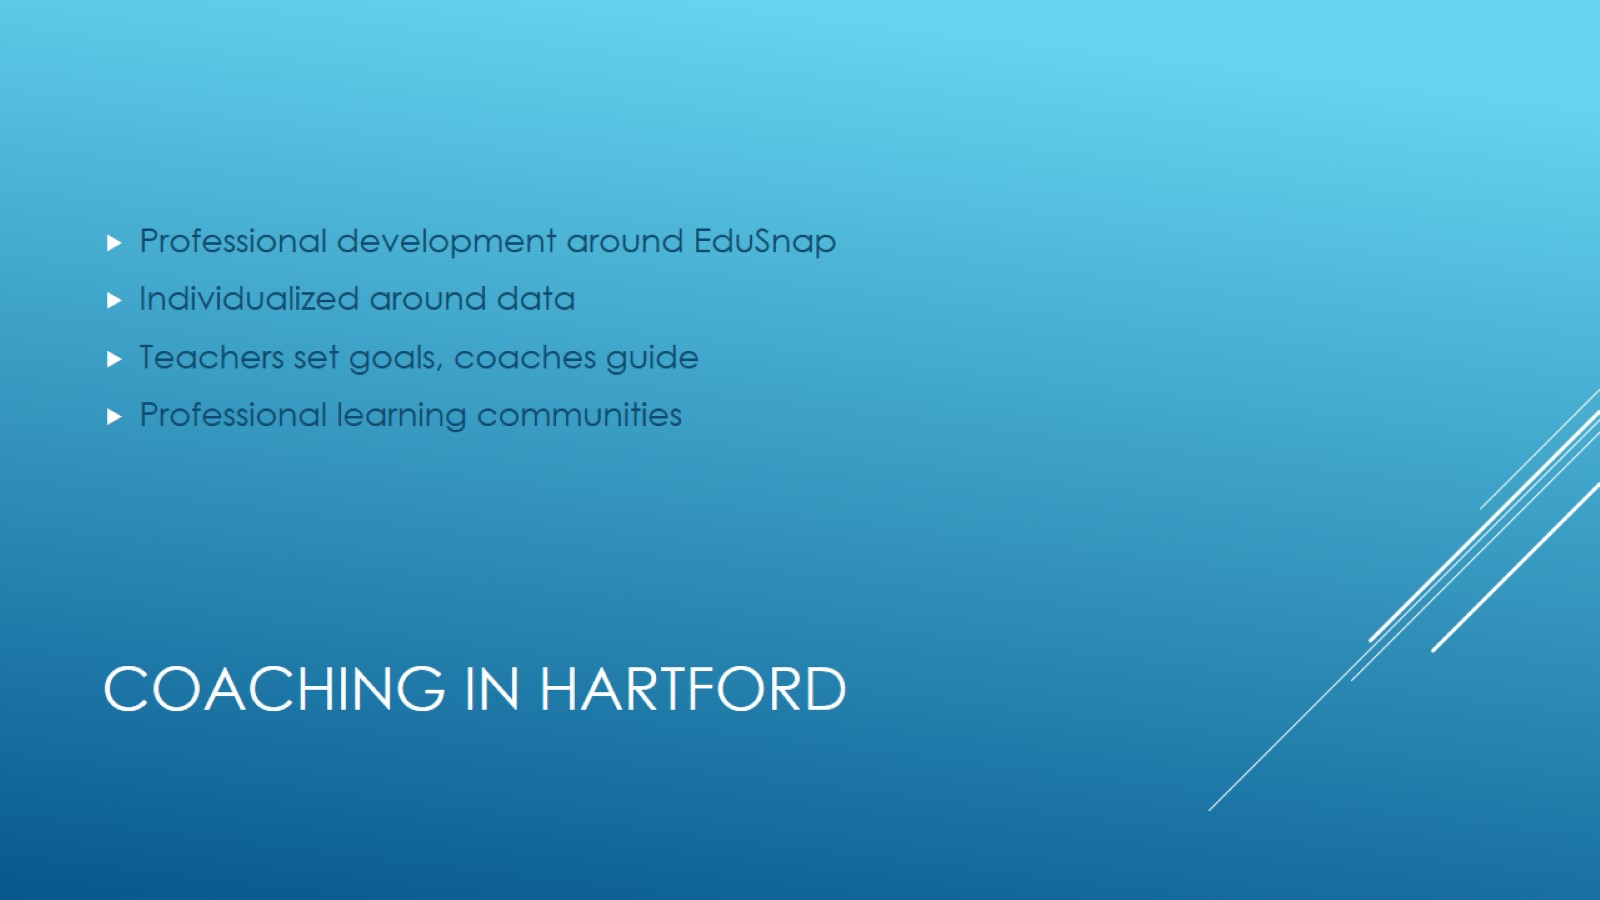 Professional development around EduSnap
Individualized around data
Teachers set goals, coaches guide
Professional learning communities
COACHING IN HARTFORD